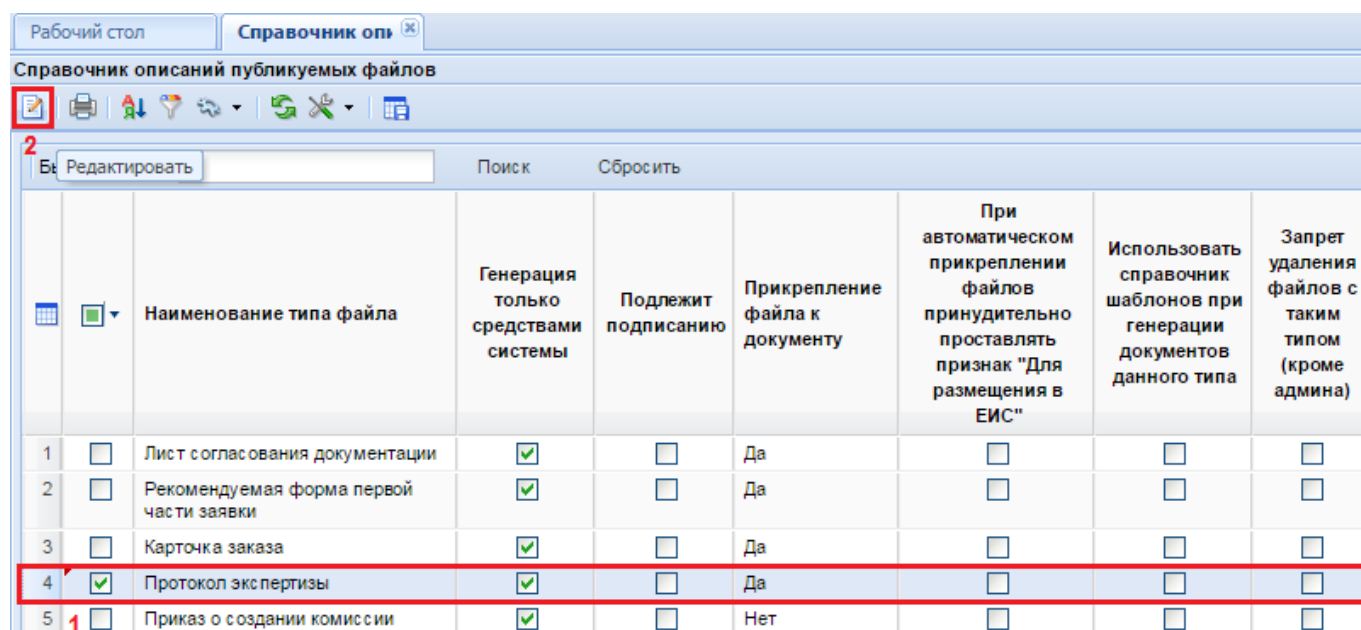 Рабочий стол
Справочник опи
Справочник описаний публикуемых файлов
2
Редактировать
Поиск
Сбросить
Наименование типа файла
Генерация
только
средствами
системы
Подлежит
подписанию
Прикрепление
файла к
документу
При
автоматическом
прикреплении
файлов
принудительно
проставлять
признак "Для
размещения в
ЕИС"
Использовать
справочник
шаблонов при
генерации
документов
данного типа
Запрет
удаления
файлов с
таким
типом
(кроме
админа)
1 Лист согласования документации Да
2 Рекомендуемая форма первой
части заявки Да
3 Карточка заказа Да
4 Протокол экспертизы Да
5 1 Приказ о создании комиссии Нет